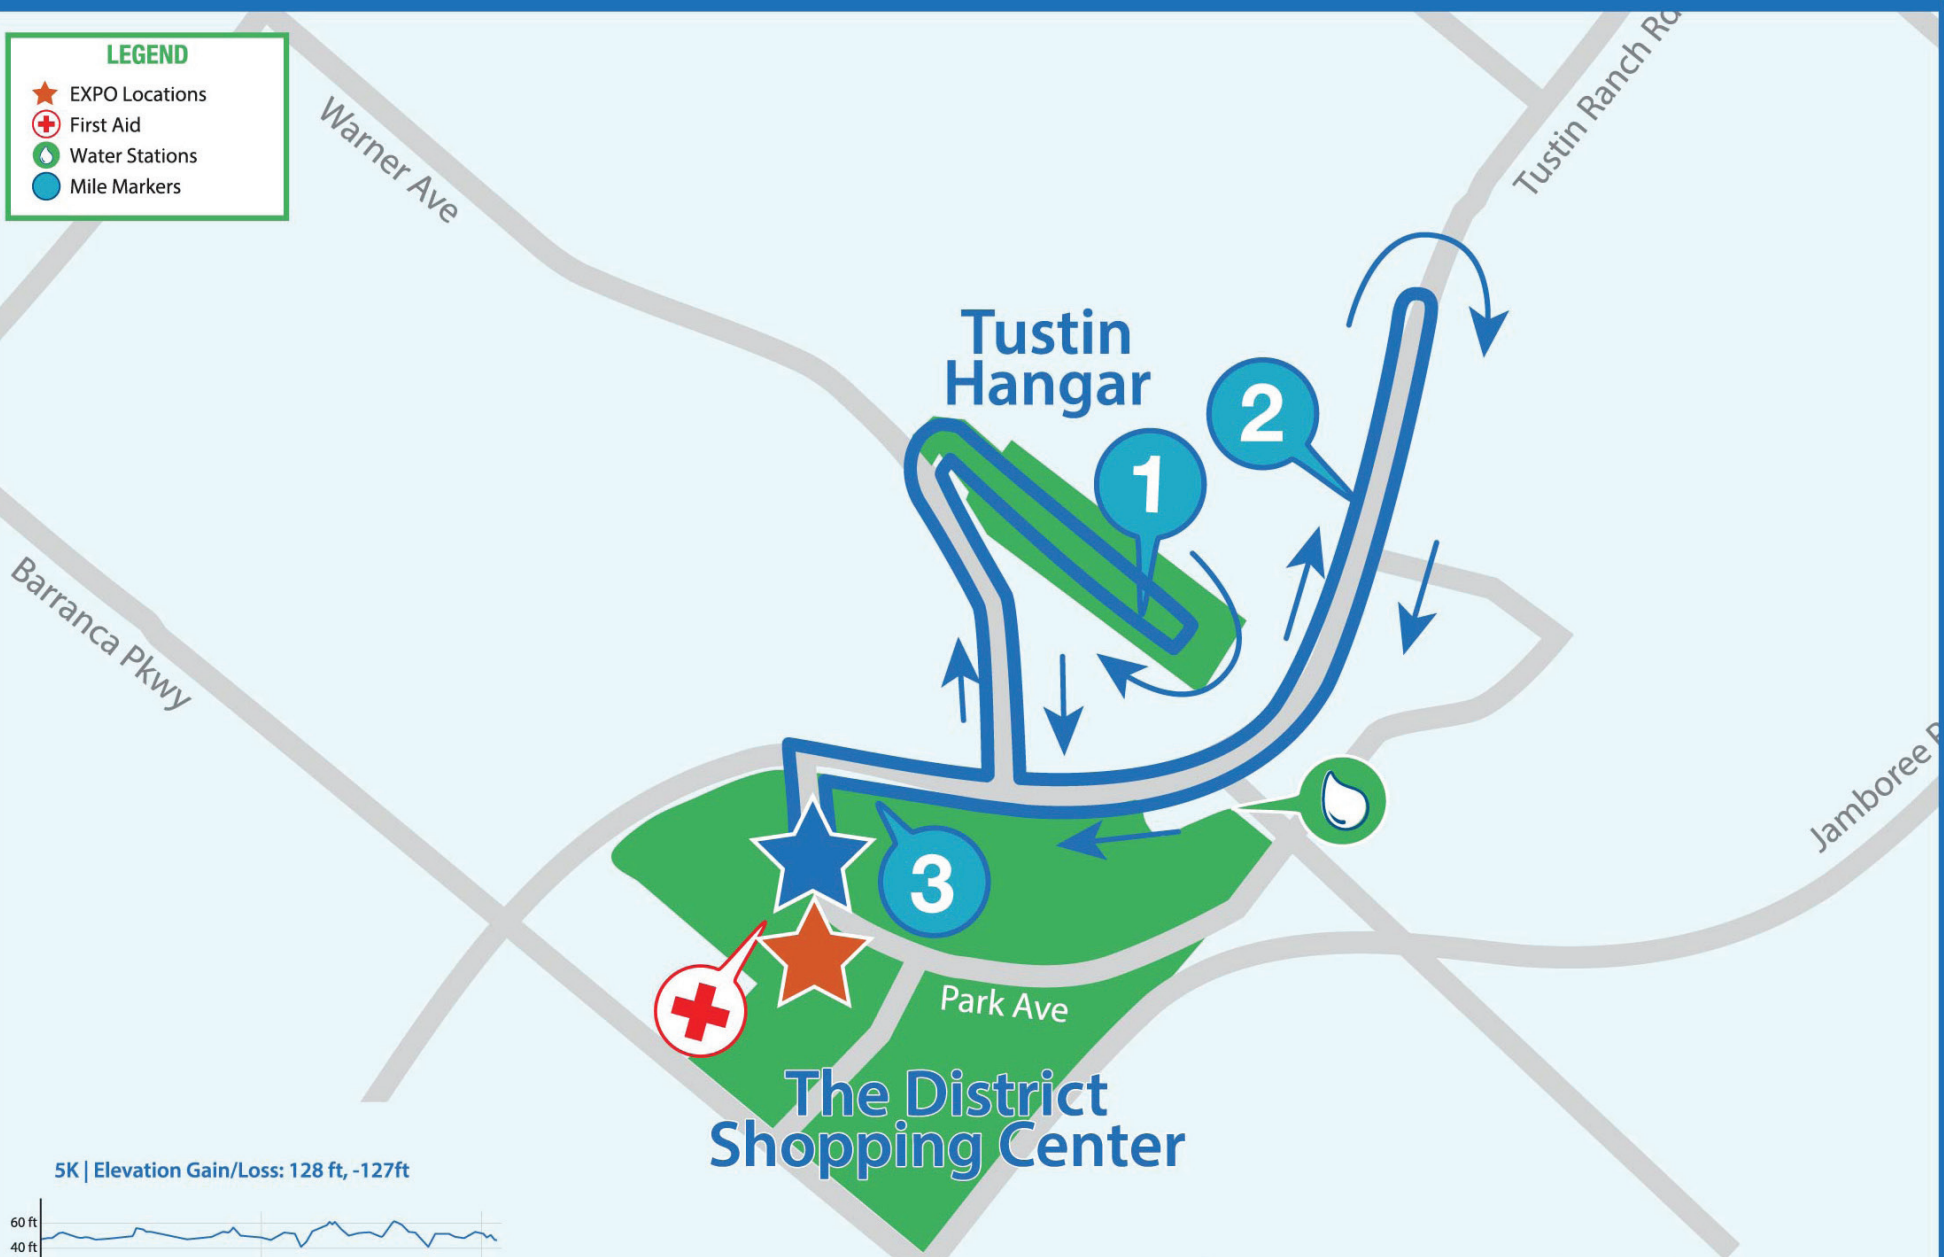 LEGEND
EXPO Locations
First Aid
Water Stations
Mile Markers
Warner Ave
Tustin Ranch Rd
Tustin
Hangar
2
1
Barranca Pkwy
Jamboree
3
Park Ave
The District
Shopping Center
5K | Elevation Gain/Loss: 128 ft, -127ft
60 ft
40 ft